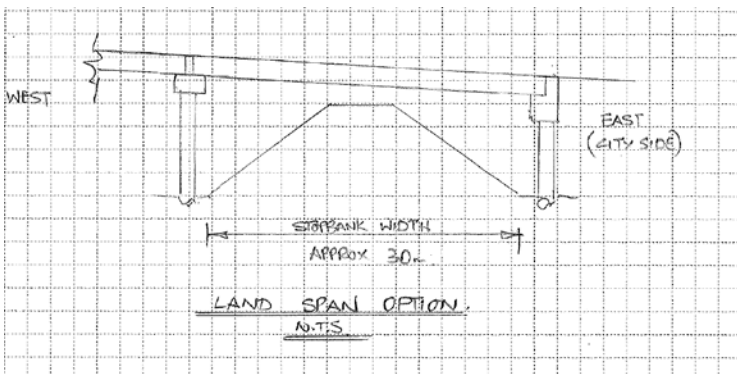 WEST
EAST
(CITY SIDE)
STOPBANK WIDTH
APPROX 30m
LAND SPAN OPTION.
N.T.S.